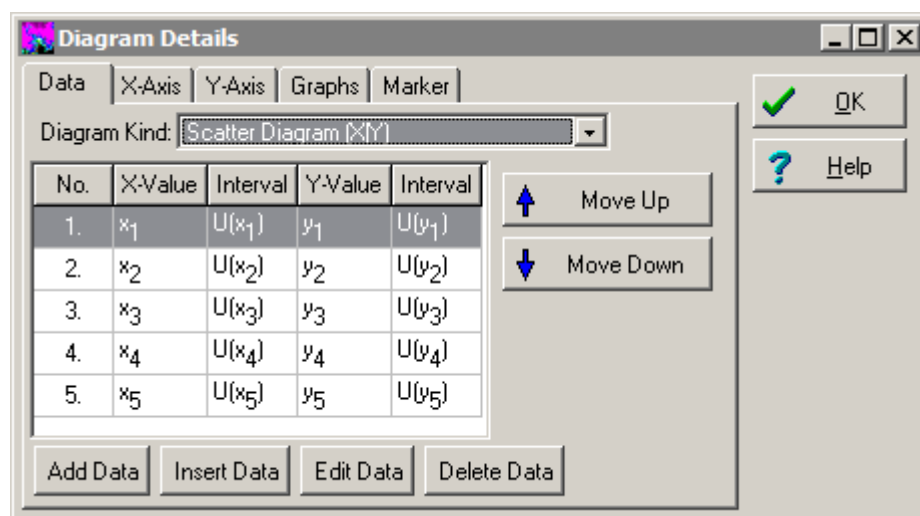 Diagram Details
Data X-Axis Y-Axis Graphs Marker
Diagram Kind: Scatter Diagram (X|Y)
No. X-Value Interval Y-Value Interval
1. x₁ U(x₁) y₁ U(y₁)
2. x₂ U(x₂) y₂ U(y₂)
3. x₃ U(x₃) y₃ U(y₃)
4. x₄ U(x₄) y₄ U(y₄)
5. x₅ U(x₅) y₅ U(y₅)
Move Up
Move Down
Add Data Insert Data Edit Data Delete Data
OK
? Help